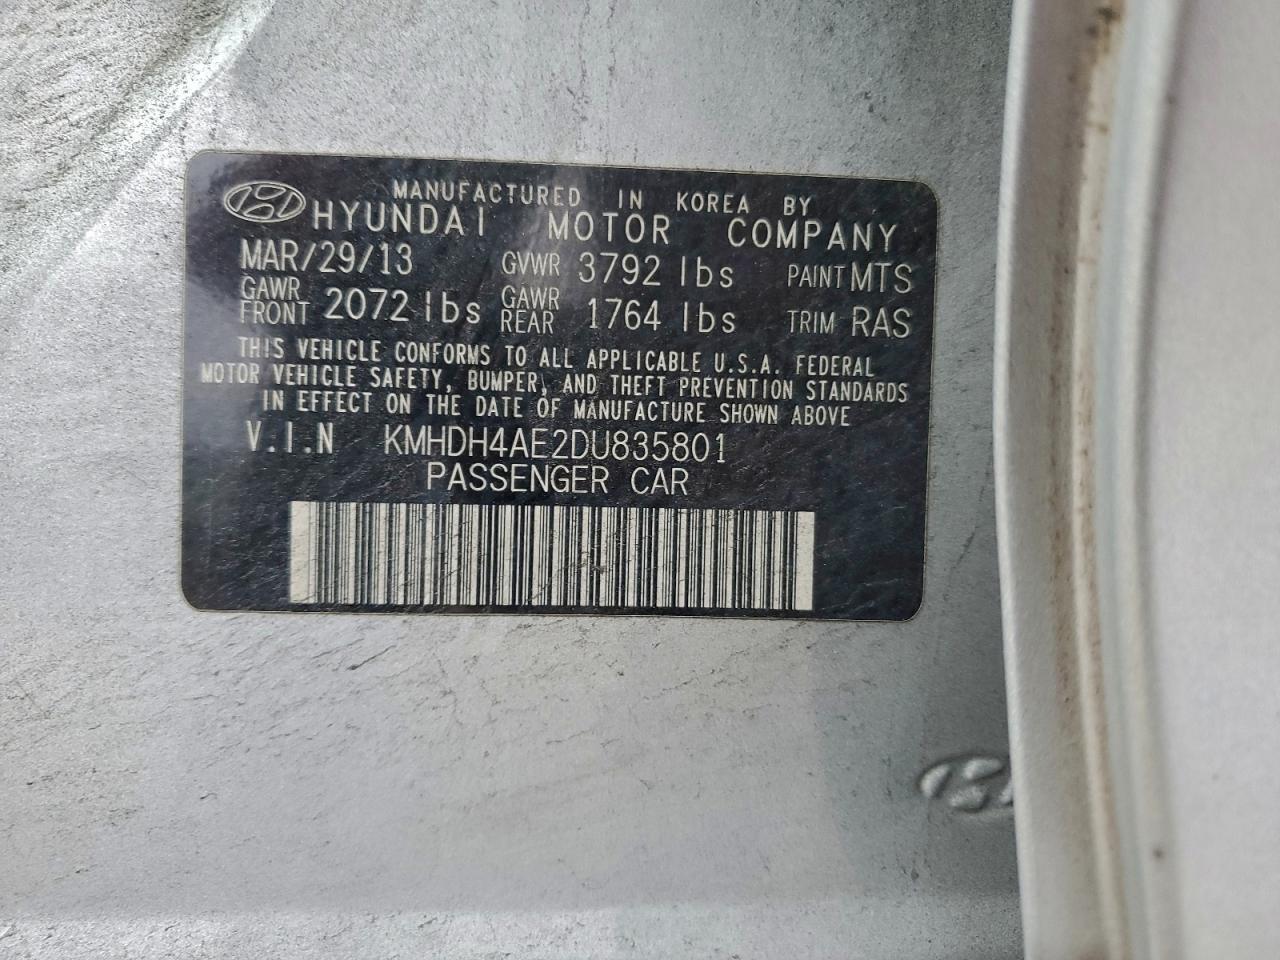 MANUFACTURED IN KOREA BY
HYUNDAI MOTOR COMPANY
MAR/29/13 GVWR 3792 lbs PAINT MTS
GAWR FRONT 2072 lbs GAWR REAR 1764 lbs TRIM RAS
THIS VEHICLE CONFORMS TO ALL APPLICABLE U.S.A. FEDERAL
MOTOR VEHICLE SAFETY, BUMPER, AND THEFT PREVENTION STANDARDS
IN EFFECT ON THE DATE OF MANUFACTURE SHOWN ABOVE
V.I.N KMHDH4AE2DU835801
PASSENGER CAR